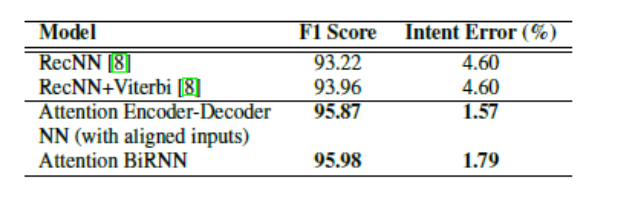 Model F1 Score Intent Error (%)
RecNN [8] 93.22 4.60
RecNN+Viterbi [8] 93.96 4.60
Attention Encoder-Decoder 95.87 1.57
NN (with aligned inputs)
Attention BiRNN 95.98 1.79